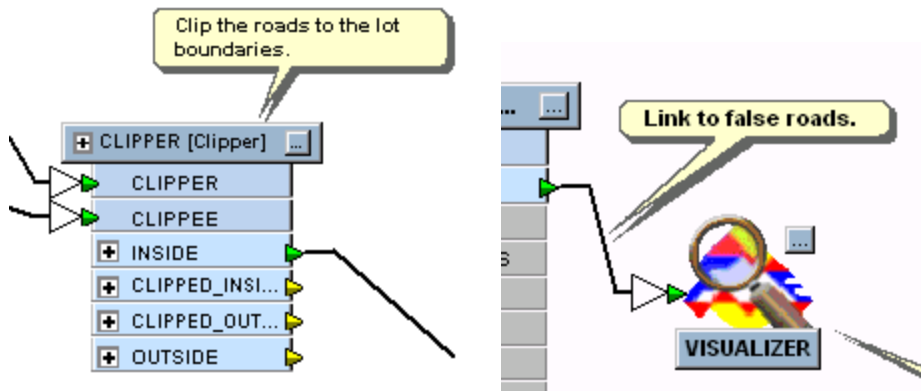 Clip the roads to the lot
boundaries.
CLIPPER [Clipper] ...
CLIPPER
CLIPPEE
INSIDE
CLIPPED_INSI...
CLIPPED_OUT...
OUTSIDE
... ...
Link to false roads.
S
...
VISUALIZER